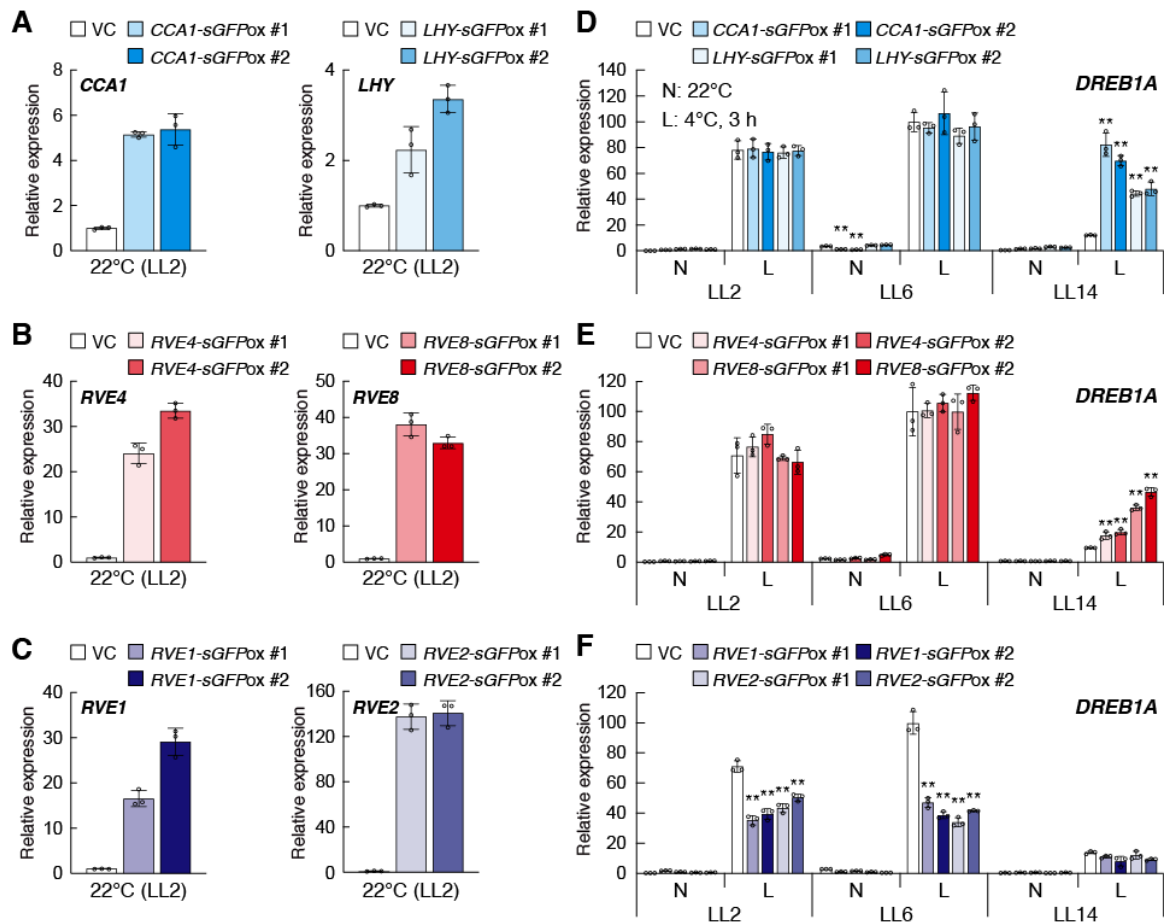 A
VC CCA1-sGFPox #1
CCA1-sGFPox #2
CCA1
Relative expression
8
6
4
2
0
22°C (LL2)
VC LHY-sGFPox #1
LHY-sGFPox #2
LHY
Relative expression
4
2
0
22°C (LL2)
D
VC CCA1-sGFPox #1 CCA1-sGFPox #2
LHY-sGFPox #1 LHY-sGFPox #2
DREB1A
N: 22°C
L: 4°C, 3 h
Relative expression
140
120
100
80
60
40
20
0
** **
** ** ** **
N L N L N L
LL2 LL6 LL14
B
VC RVE4-sGFPox #1
RVE4-sGFPox #2
RVE4
Relative expression
40
30
20
10
0
22°C (LL2)
VC RVE8-sGFPox #1
RVE8-sGFPox #2
RVE8
Relative expression
50
40
30
20
10
0
22°C (LL2)
E
VC RVE4-sGFPox #1 RVE4-sGFPox #2
RVE8-sGFPox #1 RVE8-sGFPox #2
DREB1A
Relative expression
120
100
80
60
40
20
0
** ** ** **
N L N L N L
LL2 LL6 LL14
C
VC RVE1-sGFPox #1
RVE1-sGFPox #2
RVE1
Relative expression
40
30
20
10
0
22°C (LL2)
VC RVE2-sGFPox #1
RVE2-sGFPox #2
RVE2
Relative expression
160
120
80
40
0
22°C (LL2)
F
VC RVE1-sGFPox #1 RVE1-sGFPox #2
RVE2-sGFPox #1 RVE2-sGFPox #2
DREB1A
Relative expression
120
100
80
60
40
20
0
** ** ** **
** ** ** **
N L N L N L
LL2 LL6 LL14